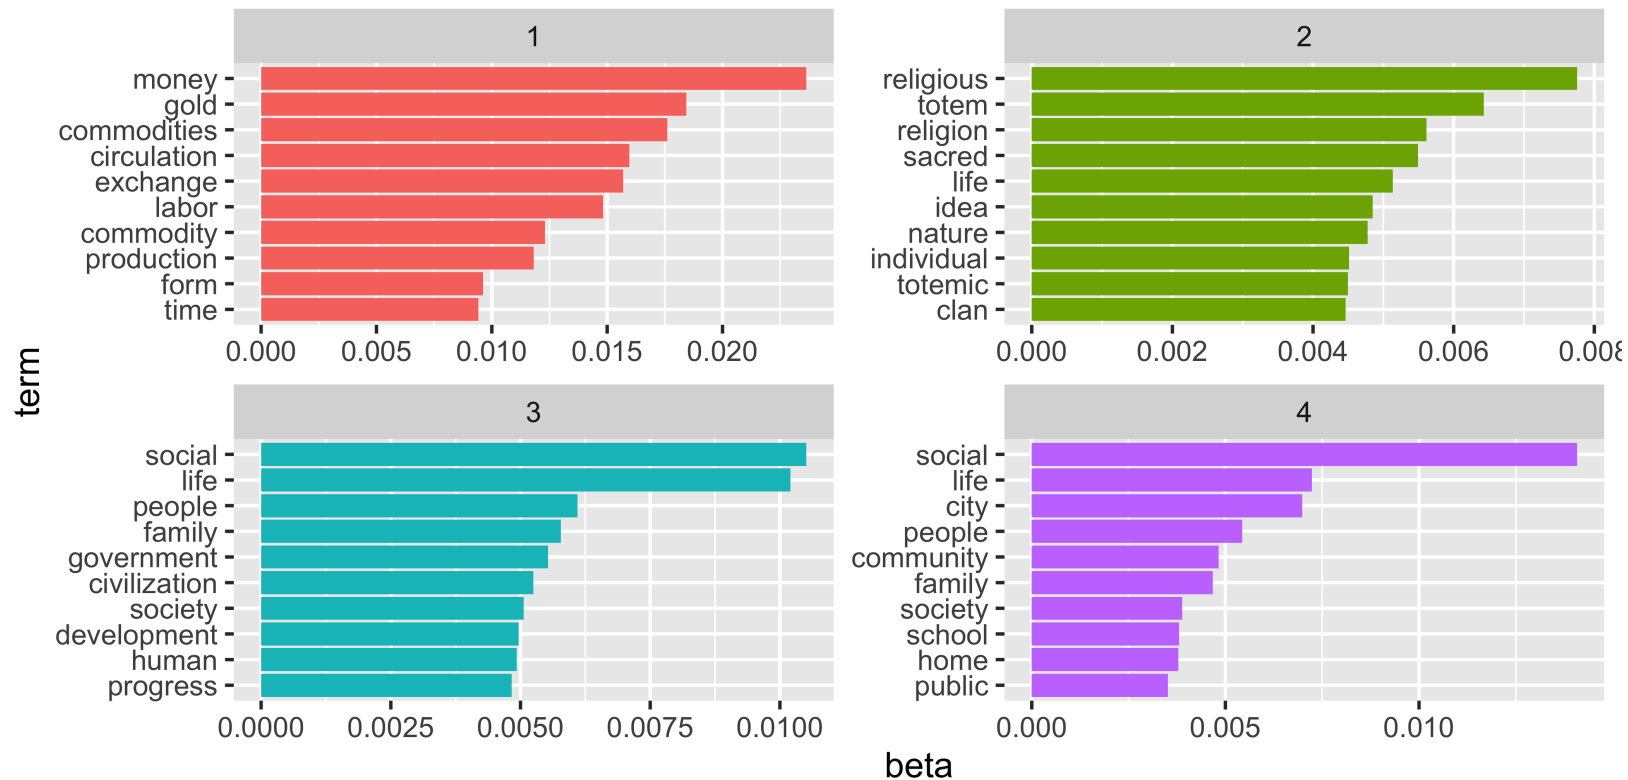 1
money
gold
commodities
circulation
exchange
labor
commodity
production
form
time
0.000 0.005 0.010 0.015 0.020
2
religious
totem
religion
sacred
life
idea
nature
individual
totemic
clan
0.000 0.002 0.004 0.006 0.008
term
3
social
life
people
family
government
civilization
society
development
human
progress
0.0000 0.0025 0.0050 0.0075 0.0100
4
social
life
city
people
community
family
society
school
home
public
0.000 0.005 0.010
beta